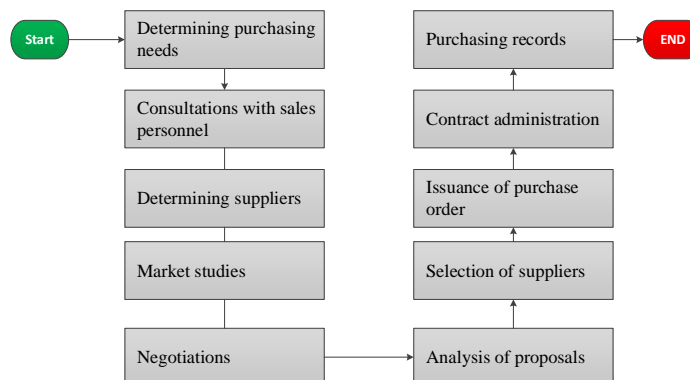 Start
Determining purchasing
needs
Consultations with sales
personnel
Determining suppliers
Market studies
Negotiations
Analysis of proposals
Selection of suppliers
Issuance of purchase
order
Contract administration
Purchasing records
END